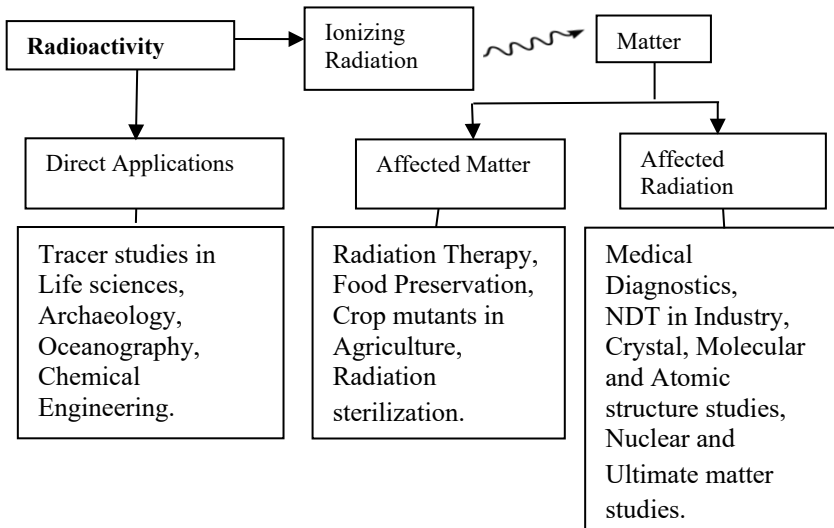 Radioactivity
Ionizing
Radiation
Matter
Direct Applications
Affected Matter
Affected
Radiation
Tracer studies in
Life sciences,
Archaeology,
Oceanography,
Chemical
Engineering.
Radiation Therapy,
Food Preservation,
Crop mutants in
Agriculture,
Radiation
sterilization.
Medical
Diagnostics,
NDT in Industry,
Crystal, Molecular
and Atomic
structure studies,
Nuclear and
Ultimate matter
studies.